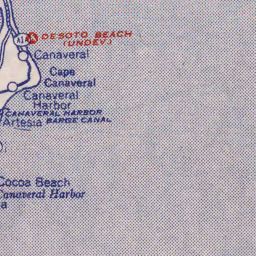 A1A
DESOTO BEACH
(UNDEV.)
Canaveral
Cape
Canaveral
Canaveral
Harbor
CANAVERAL HARBOR
BARGE CANAL
Artesia
Cocoa Beach
Canaveral Harbor
a